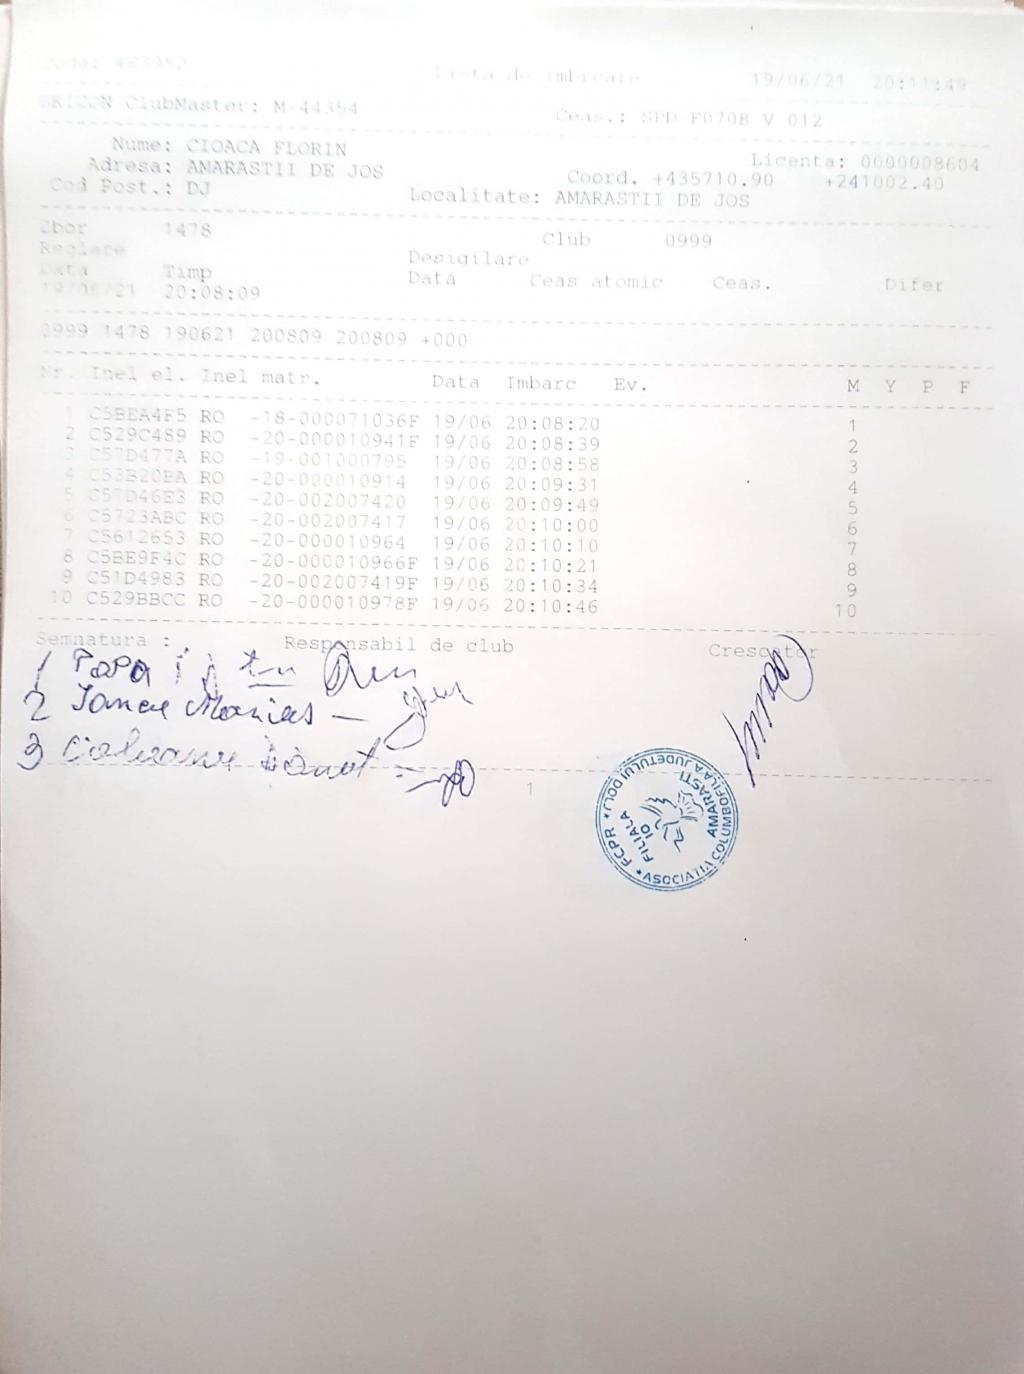 Code: 4E3952 Lista de imbicare 19/06/21 20:11:49
BRICON ClubMaster: M-44354 Ceas.: SPD F0708 V 012
Nume: CIOACA FLORIN Licenta: 0000008604
Adresa: AMARASTII DE JOS Coord. +435710.90 +241002.40
Cod Post.: DJ Localitate: AMARASTII DE JOS
Zbor 1478 Club 0999
Reglare Desigilare
Data Timp Data Ceas atomic Ceas. Difer
19/06/21 20:08:09
0999 1478 190621 200809 200809 +000
Nr. Inel el. Inel matr. Data Imbarc Ev. M Y P F
1 C5BEA4F5 RO -18-000071036F 19/06 20:08:20 1
2 C529C489 RO -20-000010941F 19/06 20:08:39 2
3 C57D477A RO -19-001000795 19/06 20:08:58 3
4 C53B20BA RO -20-000010914 19/06 20:09:31 4
5 C57D46E3 RO -20-002007420 19/06 20:09:49 5
6 C5723ABC RO -20-002007417 19/06 20:10:00 6
7 C5612653 RO -20-000010964 19/06 20:10:10 7
8 C5BE9F4C RO -20-000010966F 19/06 20:10:21 8
9 C51D4983 RO -20-002007419F 19/06 20:10:34 9
10 C529BBCC RO -20-000010978F 19/06 20:10:46 10
Semnatura : Responsabil de club Crescator
1 Popa
2 Iancu Marius
3
1
FCPR * ASOCIATIA COLUMBOFILA A JUDETULUI DOLJ *
FILIALA
10
AMARASTI